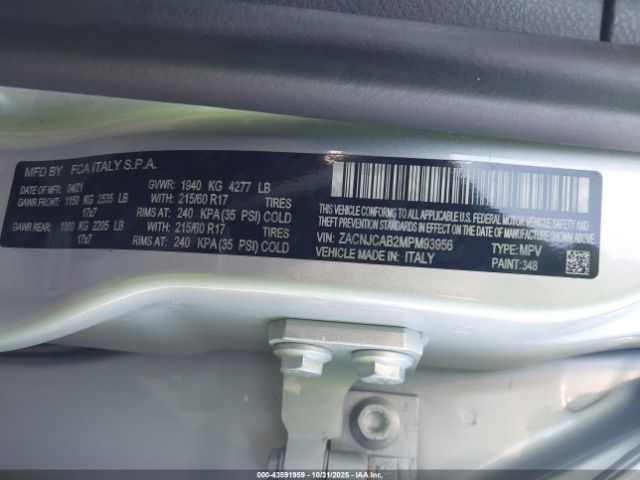 MFD BY FCA ITALY S.P.A.
DATE OF MFR: 04/21 GVWR: 1940 KG 4277 LB
GAWR FRONT: 1150 KG 2535 LB WITH: 215/60 R17 TIRES
17x7 RIMS AT: 240 KPA (35 PSI) COLD
GAWR REAR: 1000 KG 2205 LB WITH: 215/60 R17 TIRES
17x7 RIMS AT: 240 KPA (35 PSI) COLD
THIS VEHICLE CONFORMS TO ALL APPLICABLE U.S. FEDERAL MOTOR VEHICLE SAFETY, BUMPER, AND
THEFT PREVENTION STANDARDS IN EFFECT ON THE DATE OF MANUFACTURE SHOWN ABOVE.
VIN: ZACNJCAB2MPM93956 TYPE: MPV
VEHICLE MADE IN: ITALY PAINT: 348
000-43591959 - 10/31/2025 - IAAI.com